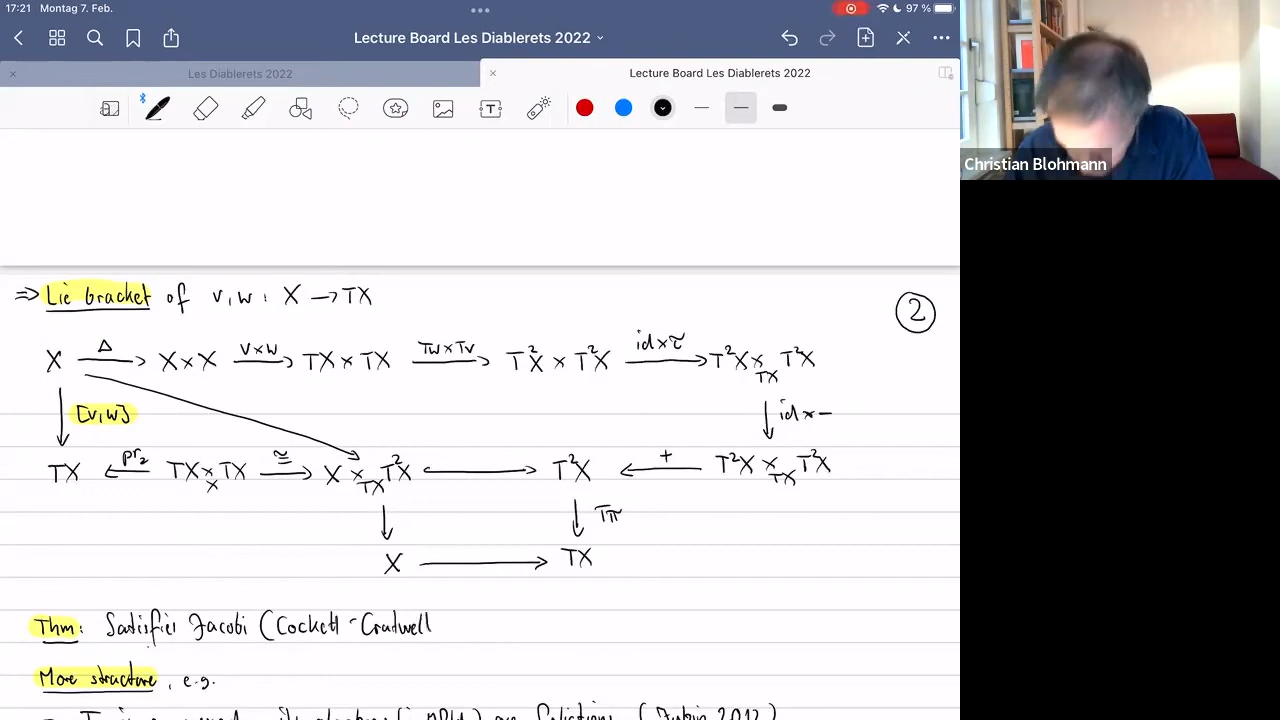 17:21 Montag 7. Feb.
97 %
Lecture Board Les Diablerets 2022
Les Diablerets 2022
Lecture Board Les Diablerets 2022
Christian Blohmann
⇒ Lie bracket of v, w : X → TX
②
X —Δ→ X × X —v×w→ TX × TX —Tw×Tv→ T²X × T²X —id×τ→ T²X ×_TX T²X
↓ [v,w] ↓ id × −
TX ←pr₂— TX ×_X TX —≅→ X ×_TX T²X ⟷ T²X ←+— T²X ×_TX T²X
↓ ↓ Tπ
X ⟶ TX
Thm: Satisfies Jacobi (Cockett - Crutwell
More structure, e.g.